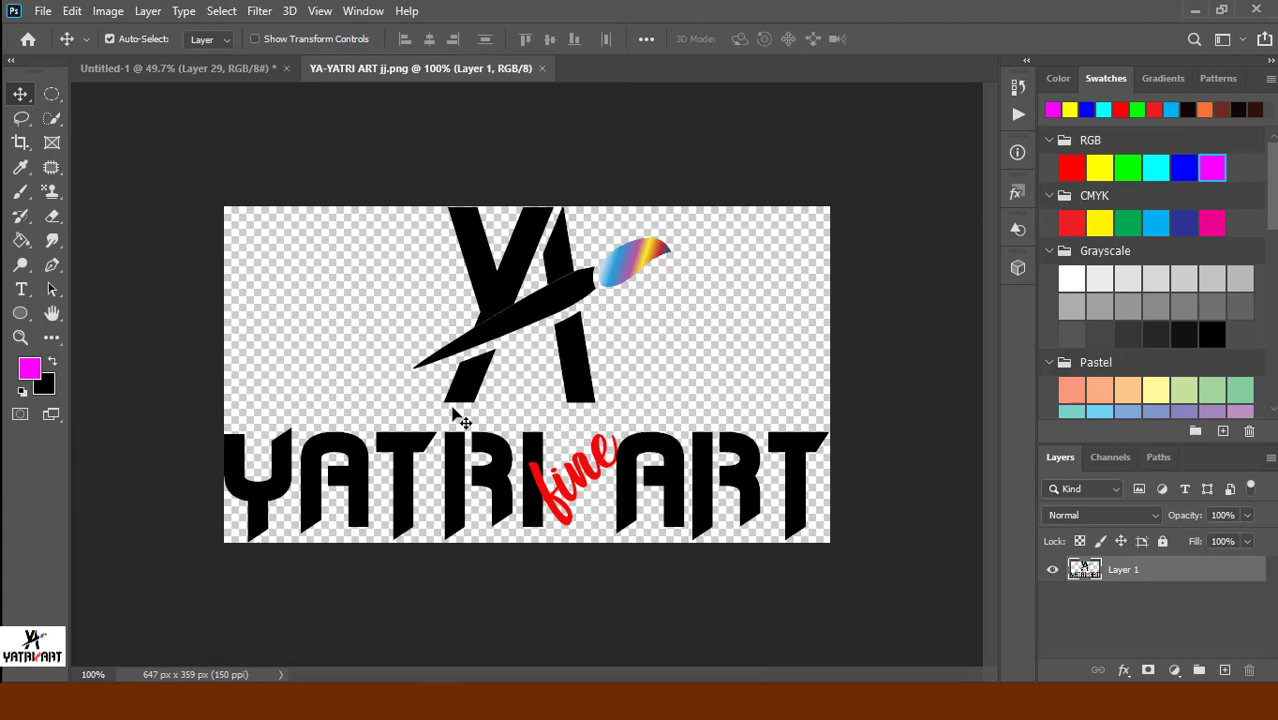 Ps File Edit Image Layer Type Select Filter 3D View Window Help
Auto-Select: Layer Show Transform Controls 3D Mode:
Untitled-1 @ 49.7% (Layer 29, RGB/8#) * YA-YATRI ART jj.png @ 100% (Layer 1, RGB/8)
Color Swatches Gradients Patterns
RGB
CMYK
Grayscale
Pastel
YA
YATRI fine ART
Layers Channels Paths
Kind
Normal Opacity: 100%
Lock: Fill: 100%
Layer 1
YATRI ART
100% 647 px x 359 px (150 ppi)